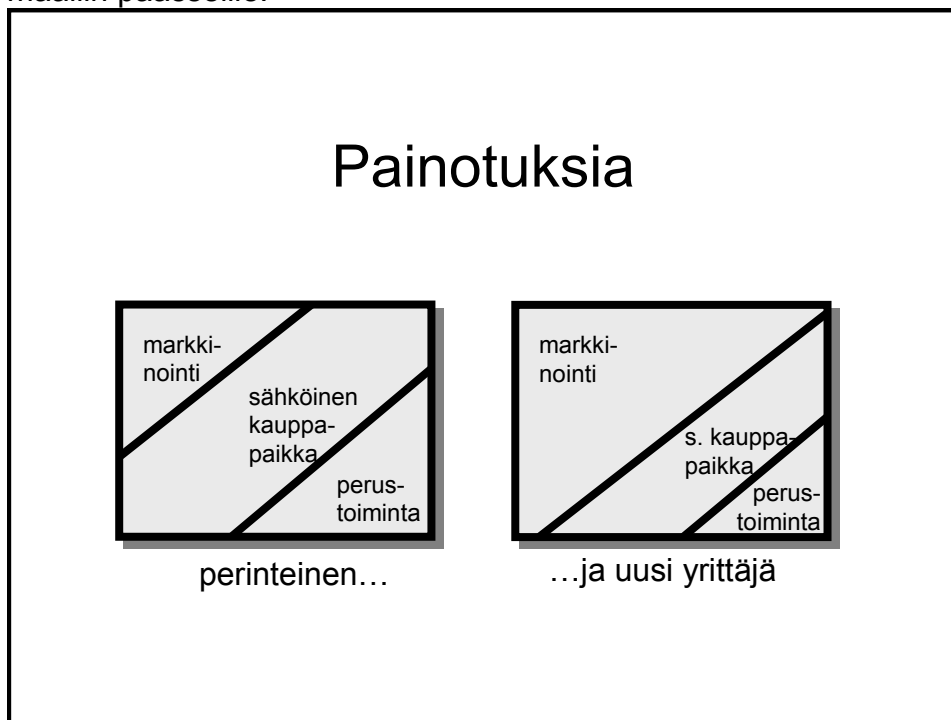 Painotuksia
markki-
nointi
sähköinen
kauppa-
paikka
perus-
toiminta
markki-
nointi
s. kauppa-
paikka
perus-
toiminta
perinteinen…
…ja uusi yrittäjä